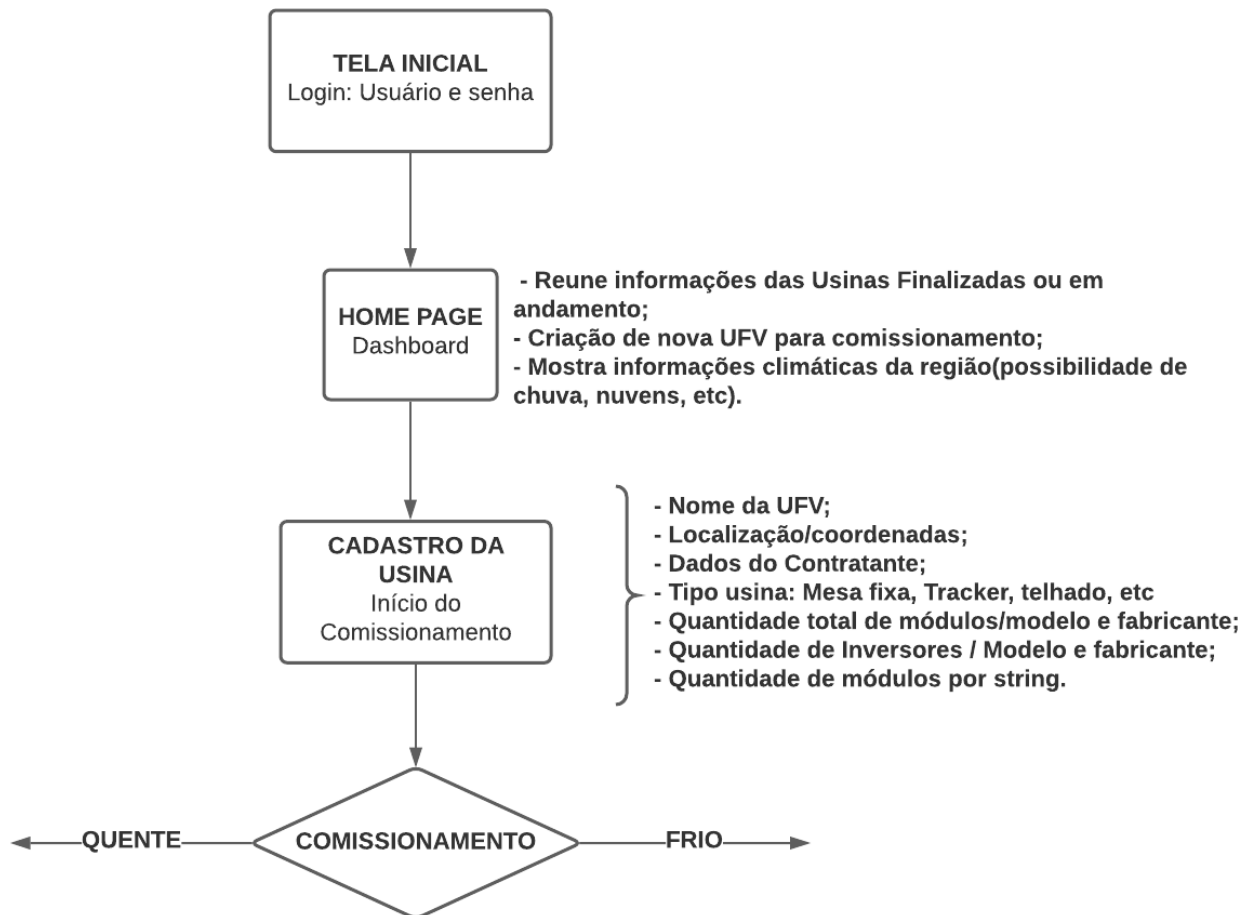 TELA INICIAL
Login: Usuário e senha
HOME PAGE
Dashboard
- Reune informações das Usinas Finalizadas ou em
andamento;
- Criação de nova UFV para comissionamento;
- Mostra informações climáticas da região(possibilidade de
chuva, nuvens, etc).
CADASTRO DA
USINA
Início do
Comissionamento
- Nome da UFV;
- Localização/coordenadas;
- Dados do Contratante;
- Tipo usina: Mesa fixa, Tracker, telhado, etc
- Quantidade total de módulos/modelo e fabricante;
- Quantidade de Inversores / Modelo e fabricante;
- Quantidade de módulos por string.
QUENTE
COMISSIONAMENTO
FRIO